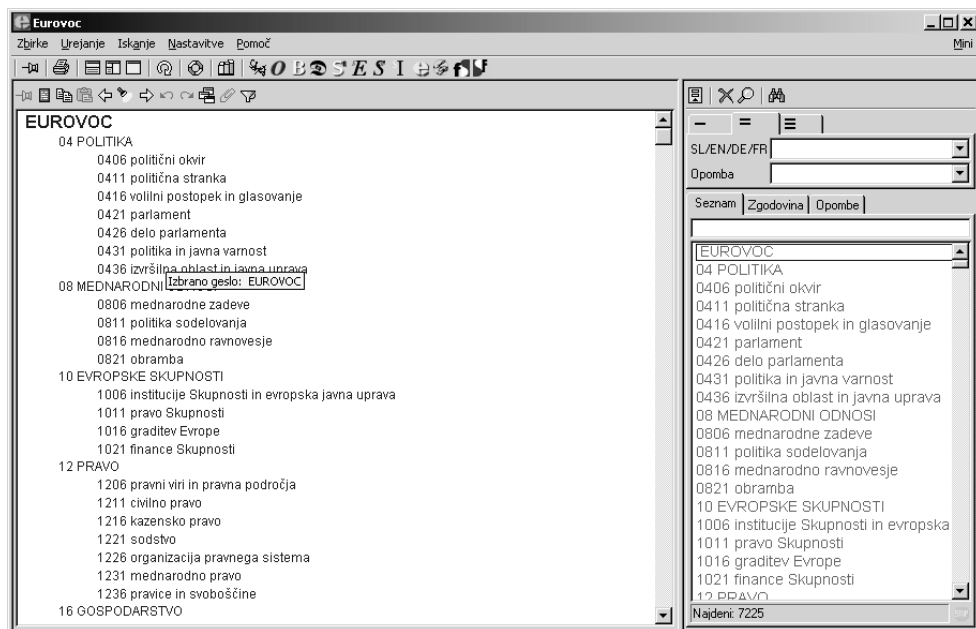 Eurovoc
Zbirke Urejanje Iskanje Nastavitve Pomoč Mini
EUROVOC
04 POLITIKA
0406 politični okvir
0411 politična stranka
0416 volilni postopek in glasovanje
0421 parlament
0426 delo parlamenta
0431 politika in javna varnost
0436 izvršilna oblast in javna uprava
Izbrano geslo: EUROVOC
08 MEDNARODNI
0806 mednarodne zadeve
0811 politika sodelovanja
0816 mednarodno ravnovesje
0821 obramba
10 EVROPSKE SKUPNOSTI
1006 institucije Skupnosti in evropska javna uprava
1011 pravo Skupnosti
1016 graditev Evrope
1021 finance Skupnosti
12 PRAVO
1206 pravni viri in pravna področja
1211 civilno pravo
1216 kazensko pravo
1221 sodstvo
1226 organizacija pravnega sistema
1231 mednarodno pravo
1236 pravice in svoboščine
16 GOSPODARSTVO
SL/EN/DE/FR
Opomba
Seznam Zgodovina Opombe
EUROVOC
04 POLITIKA
0406 politični okvir
0411 politična stranka
0416 volilni postopek in glasovanje
0421 parlament
0426 delo parlamenta
0431 politika in javna varnost
0436 izvršilna oblast in javna uprava
08 MEDNARODNI ODNOSI
0806 mednarodne zadeve
0811 politika sodelovanja
0816 mednarodno ravnovesje
0821 obramba
10 EVROPSKE SKUPNOSTI
1006 institucije Skupnosti in evropska
1011 pravo Skupnosti
1016 graditev Evrope
1021 finance Skupnosti
12 PRAVO
Najdeni: 7225